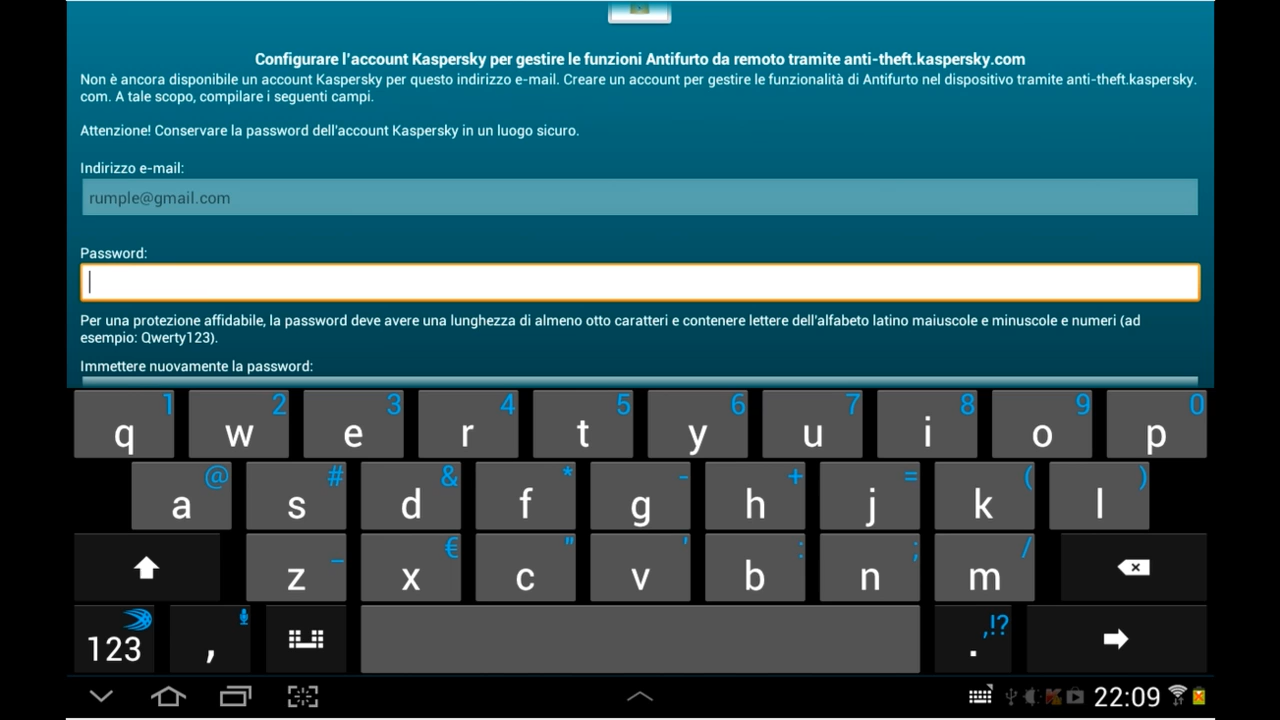 Configurare l'account Kaspersky per gestire le funzioni Antifurto da remoto tramite anti-theft.kaspersky.com
Non è ancora disponibile un account Kaspersky per questo indirizzo e-mail. Creare un account per gestire le funzionalità di Antifurto nel dispositivo tramite anti-theft.kaspersky.
com. A tale scopo, compilare i seguenti campi.
Attenzione! Conservare la password dell'account Kaspersky in un luogo sicuro.
Indirizzo e-mail:
rumple@gmail.com
Password:
Per una protezione affidabile, la password deve avere una lunghezza di almeno otto caratteri e contenere lettere dell'alfabeto latino maiuscole e minuscole e numeri (ad
esempio: Qwerty123).
Immettere nuovamente la password:
1 2 3 4 5 6 7 8 9 0
q w e r t y u i o p
@ # & * - + = ( )
a s d f g h j k l
_ € " ' : ; /
z x c v b n m
,!?
123 , .
22:09